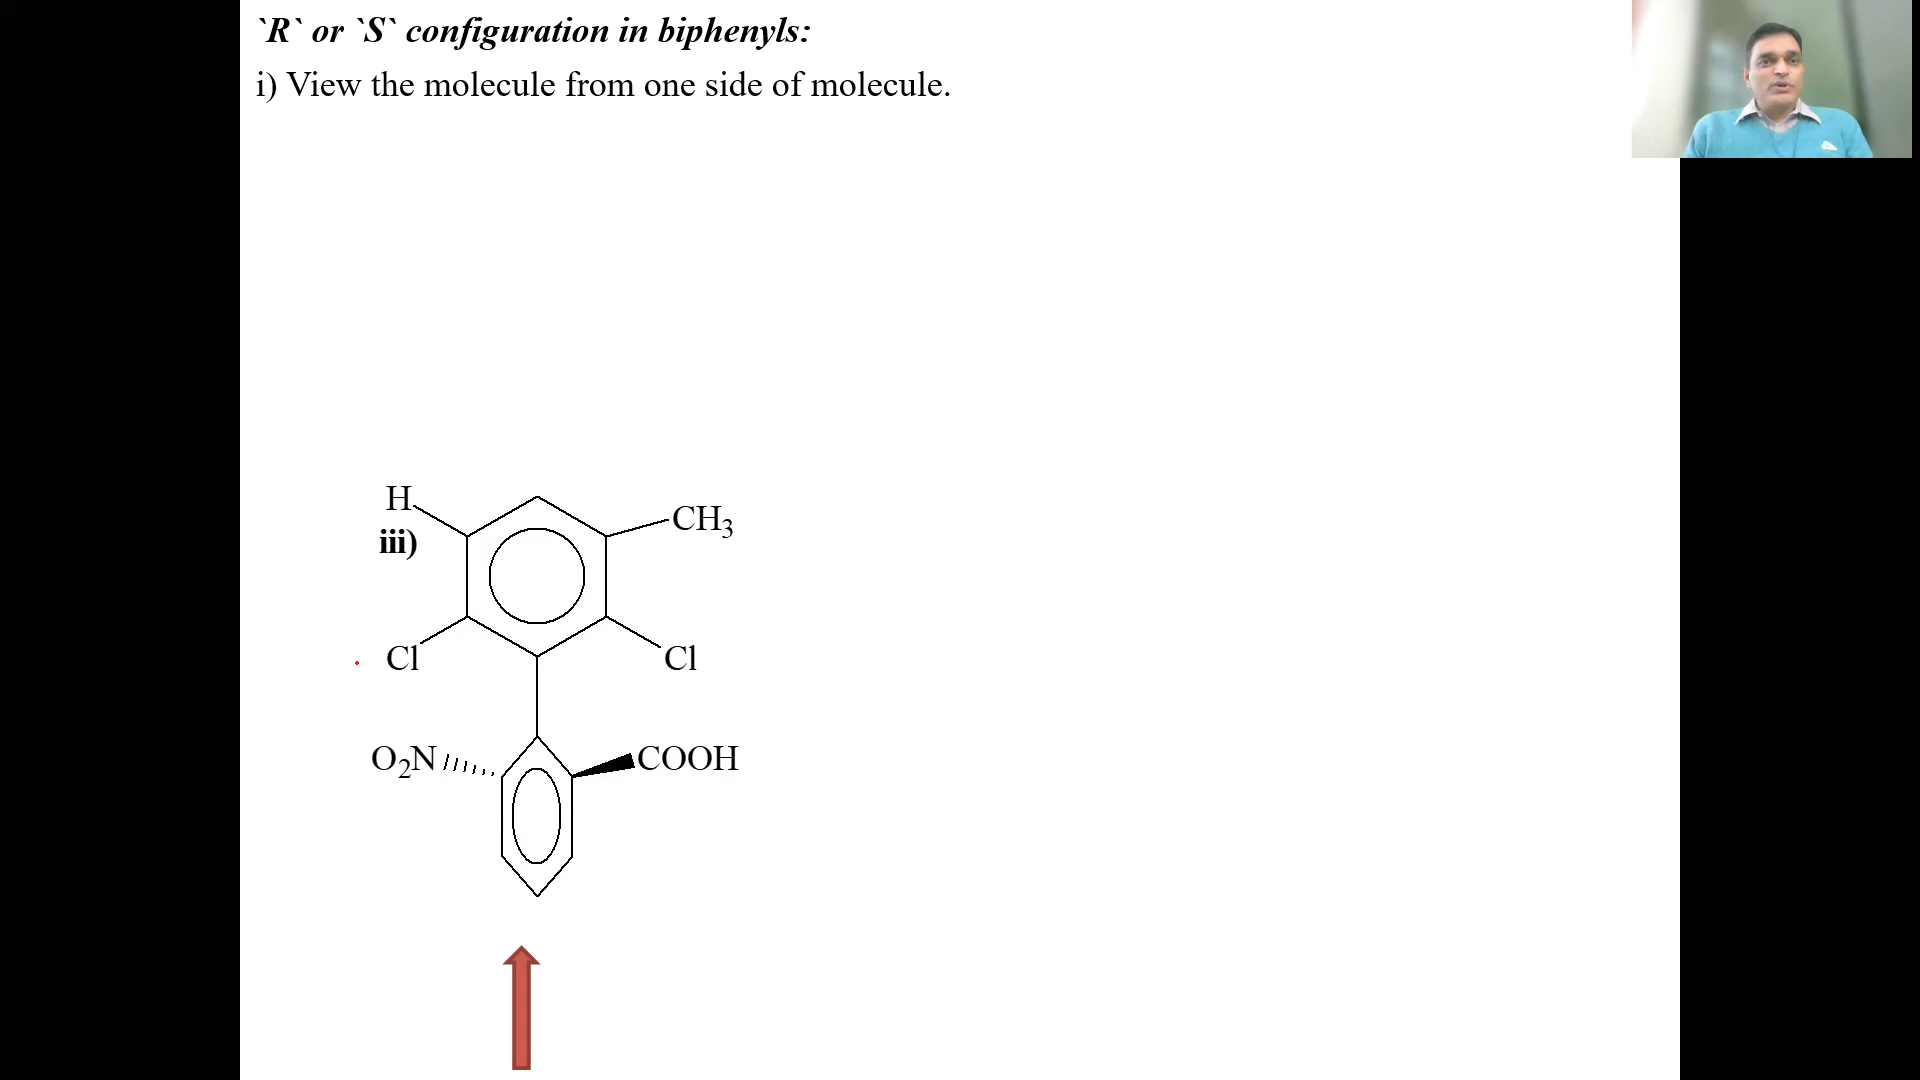 `R` or `S` configuration in biphenyls:
i) View the molecule from one side of molecule.
H
CH3
iii)
Cl
Cl
O2N
COOH